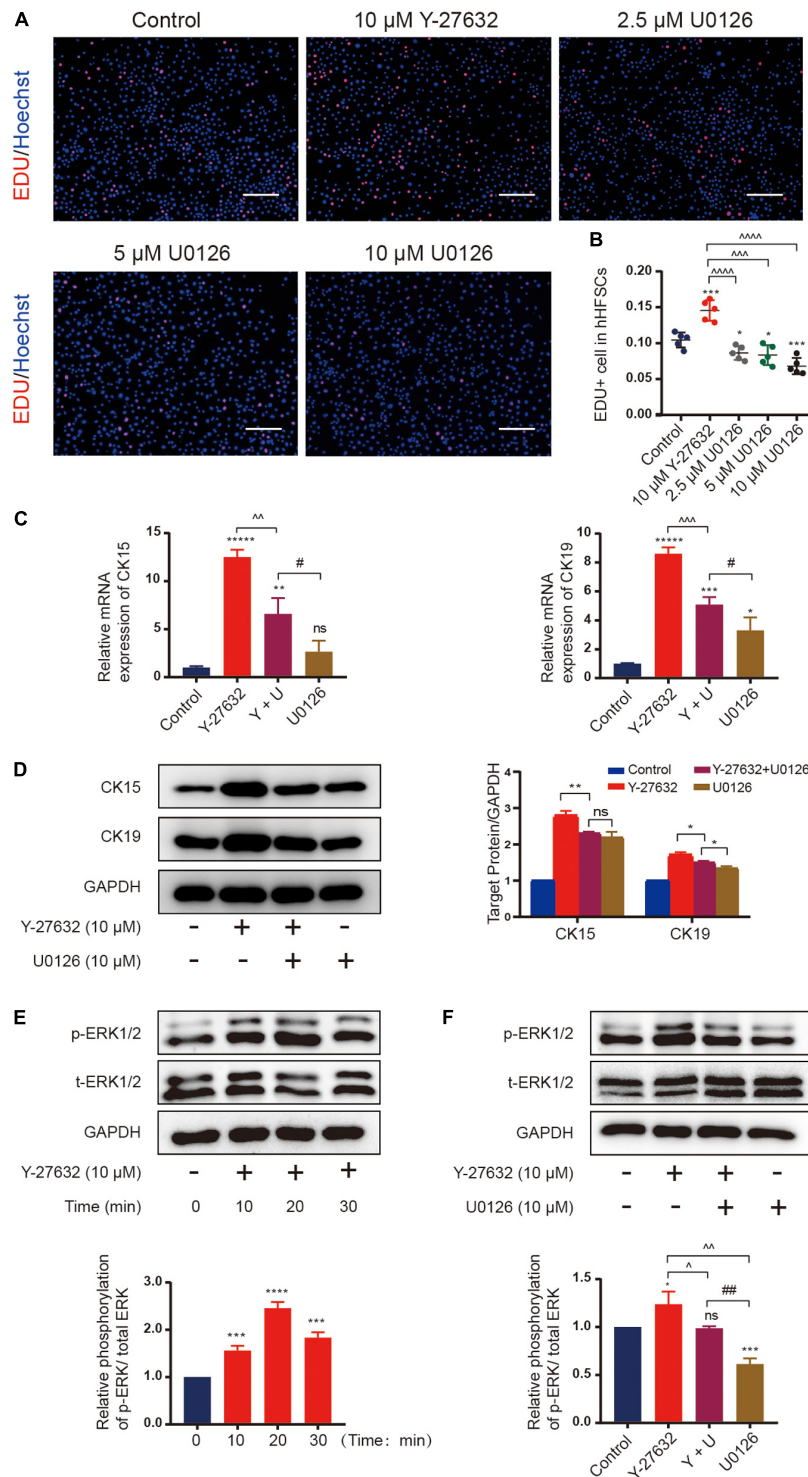 A
Control
10 μM Y-27632
2.5 μM U0126
EDU/Hoechst
5 μM U0126
10 μM U0126
EDU/Hoechst
B
^^^^
^^^
^^^^
***
*
*
***
EDU+ cell in hHFSCs
0.20
0.15
0.10
0.05
0.00
Control
10 μM Y-27632
2.5 μM U0126
5 μM U0126
10 μM U0126
C
Relative mRNA
expression of CK15
15
10
5
0
*****
^^
**
#
ns
Control
Y-27632
Y + U
U0126
Relative mRNA
expression of CK19
10
8
6
4
2
0
*****
^^^
***
#
*
Control
Y-27632
Y + U
U0126
D
CK15
CK19
GAPDH
Y-27632 (10 μM) - + + -
U0126 (10 μM) - - + +
Target Protein/GAPDH
4
3
2
1
0
Control
Y-27632
Y-27632+U0126
U0126
**
ns
*
*
CK15
CK19
E
p-ERK1/2
t-ERK1/2
GAPDH
Y-27632 (10 μM) - + + +
Time (min) 0 10 20 30
Relative phosphorylation
of p-ERK/ total ERK
3.0
2.0
1.0
0.0
***
****
***
0 10 20 30 (Time: min)
F
p-ERK1/2
t-ERK1/2
GAPDH
Y-27632 (10 μM) - + + -
U0126 (10 μM) - - + +
Relative phosphorylation
of p-ERK/ total ERK
1.5
1.0
0.5
0.0
^^
^
##
*
ns
***
Control
Y-27632
Y + U
U0126